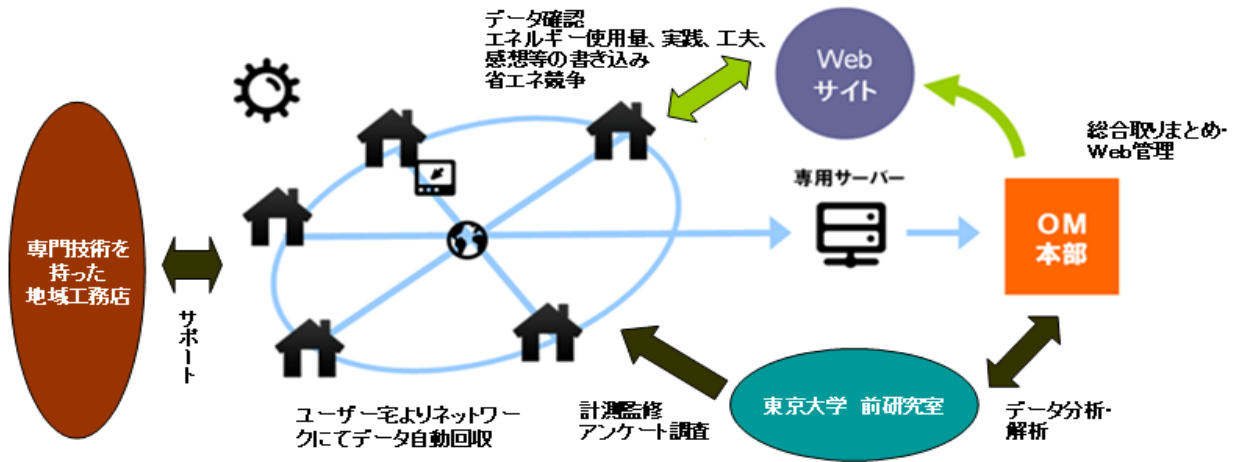 データ確認
エネルギー使用量、実践、工夫、
感想等の書き込み
省エネ競争
Web
サイト
総合取りまとめ・
Web管理
専用サーバー
OM
本部
専門技術を
持った
地域工務店
サポート
ユーザー宅よりネットワー
クにてデータ自動回収
計測監修
アンケート調査
東京大学 前研究室
データ分析・
解析